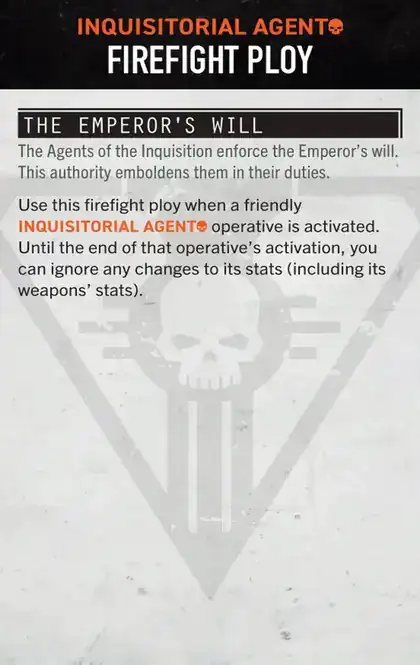 INQUISITORIAL AGENT
FIREFIGHT PLOY
THE EMPEROR'S WILL
The Agents of the Inquisition enforce the Emperor’s will.
This authority emboldens them in their duties.
Use this firefight ploy when a friendly
INQUISITORIAL AGENT operative is activated.
Until the end of that operative’s activation, you
can ignore any changes to its stats (including its
weapons’ stats).